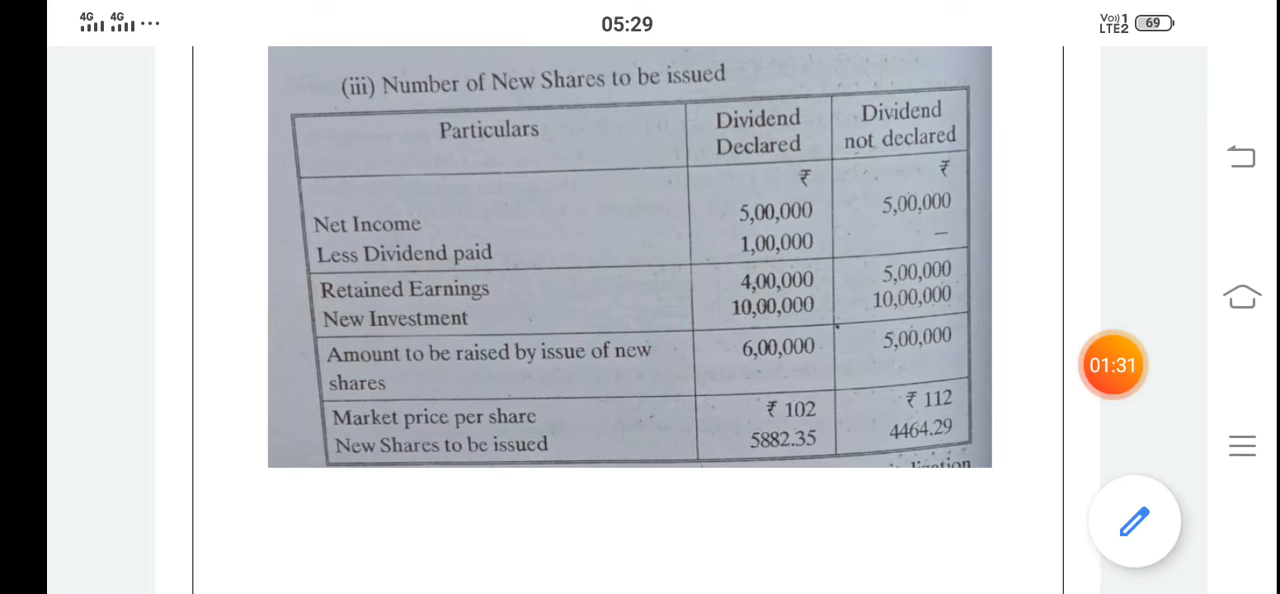 4G 4G
05:29
Vo)) 1
LTE2
69
(iii) Number of New Shares to be issued
Particulars
Dividend
Declared
Dividend
not declared
₹
₹
Net Income 5,00,000 5,00,000
Less Dividend paid 1,00,000 –
Retained Earnings 4,00,000 5,00,000
New Investment 10,00,000 10,00,000
Amount to be raised by issue of new 6,00,000 5,00,000
shares
Market price per share ₹ 102 ₹ 112
New Shares to be issued 5882.35 4464.29
01:31